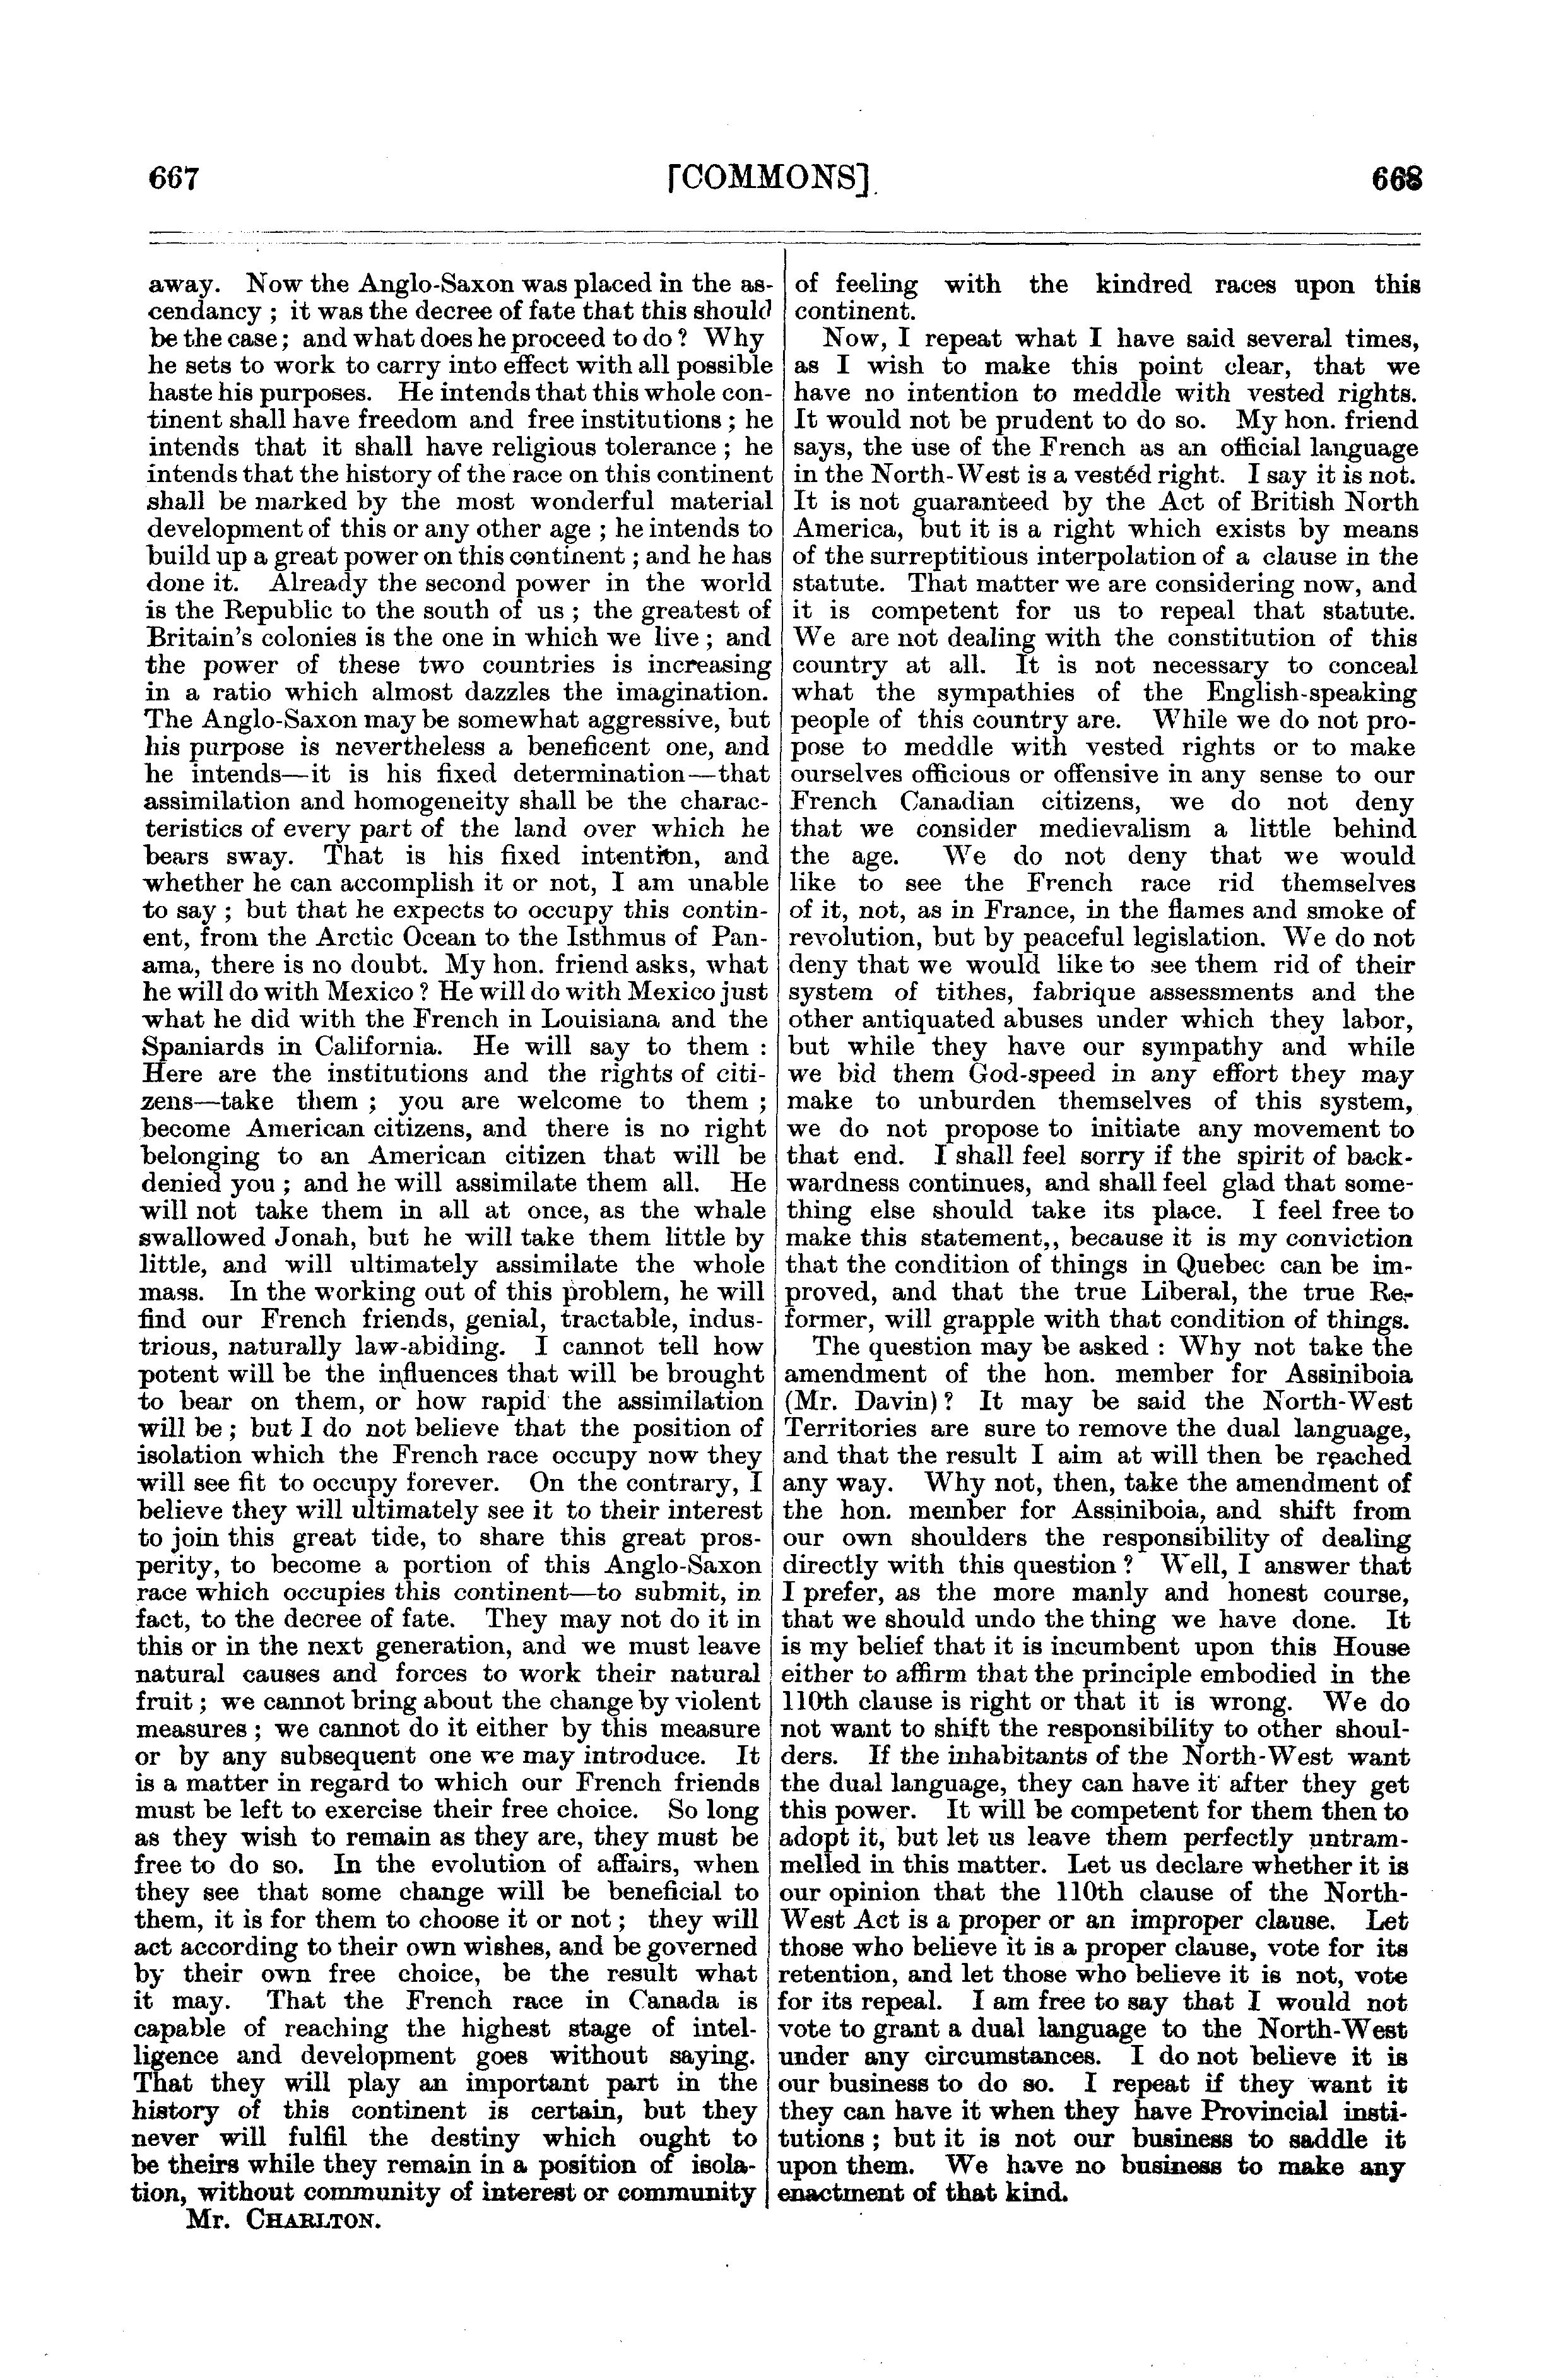 667
[COMMONS]
668
away. Now the Anglo-Saxon was placed in the as-
cendancy ; it was the decree of fate that this should
be the case ; and what does he proceed to do ? Why
he sets to work to carry into effect with all possible
haste his purposes. He intends that this whole con-
tinent shall have freedom and free institutions ; he
intends that it shall have religious tolerance ; he
intends that the history of the race on this continent
shall be marked by the most wonderful material
development of this or any other age ; he intends to
build up a great power on this continent ; and he has
done it. Already the second power in the world
is the Republic to the south of us ; the greatest of
Britain's colonies is the one in which we live ; and
the power of these two countries is increasing
in a ratio which almost dazzles the imagination.
The Anglo-Saxon may be somewhat aggressive, but
his purpose is nevertheless a beneficent one, and
he intends—it is his fixed determination—that
assimilation and homogeneity shall be the charac-
teristics of every part of the land over which he
bears sway. That is his fixed intention, and
whether he can accomplish it or not, I am unable
to say ; but that he expects to occupy this contin-
ent, from the Arctic Ocean to the Isthmus of Pan-
ama, there is no doubt. My hon. friend asks, what
he will do with Mexico ? He will do with Mexico just
what he did with the French in Louisiana and the
Spaniards in California. He will say to them :
Here are the institutions and the rights of citi-
zens—take them ; you are welcome to them ;
become American citizens, and there is no right
belonging to an American citizen that will be
denied you ; and he will assimilate them all. He
will not take them in all at once, as the whale
swallowed Jonah, but he will take them little by
little, and will ultimately assimilate the whole
mass. In the working out of this problem, he will
find our French friends, genial, tractable, indus-
trious, naturally law-abiding. I cannot tell how
potent will be the influences that will be brought
to bear on them, or how rapid the assimilation
will be ; but I do not believe that the position of
isolation which the French race occupy now they
will see fit to occupy forever. On the contrary, I
believe they will ultimately see it to their interest
to join this great tide, to share this great pros-
perity, to become a portion of this Anglo-Saxon
race which occupies this continent—to submit, in
fact, to the decree of fate. They may not do it in
this or in the next generation, and we must leave
natural causes and forces to work their natural
fruit ; we cannot bring about the change by violent
measures ; we cannot do it either by this measure
or by any subsequent one we may introduce. It
is a matter in regard to which our French friends
must be left to exercise their free choice. So long
as they wish to remain as they are, they must be
free to do so. In the evolution of affairs, when
they see that some change will be beneficial to
them, it is for them to choose it or not ; they will
act according to their own wishes, and be governed
by their own free choice, be the result what
it may. That the French race in Canada is
capable of reaching the highest stage of intel-
ligence and development goes without saying.
That they will play an important part in the
history of this continent is certain, but they
never will fulfil the destiny which ought to
be theirs while they remain in a position of isola-
tion, without community of interest or community
Mr. CHARLTON.
of feeling with the kindred races upon this
continent.
Now, I repeat what I have said several times,
as I wish to make this point clear, that we
have no intention to meddle with vested rights.
It would not be prudent to do so. My hon. friend
says, the use of the French as an official language
in the North-West is a vested right. I say it is not.
It is not guaranteed by the Act of British North
America, but it is a right which exists by means
of the surreptitious interpolation of a clause in the
statute. That matter we are considering now, and
it is competent for us to repeal that statute.
We are not dealing with the constitution of this
country at all. It is not necessary to conceal
what the sympathies of the English-speaking
people of this country are. While we do not pro-
pose to meddle with vested rights or to make
ourselves officious or offensive in any sense to our
French Canadian citizens, we do not deny
that we consider medievalism a little behind
the age. We do not deny that we would
like to see the French race rid themselves
of it, not, as in France, in the flames and smoke of
revolution, but by peaceful legislation. We do not
deny that we would like to see them rid of their
system of tithes, fabrique assessments and the
other antiquated abuses under which they labor,
but while they have our sympathy and while
we bid them God-speed in any effort they may
make to unburden themselves of this system,
we do not propose to initiate any movement to
that end. I shall feel sorry if the spirit of back-
wardness continues, and shall feel glad that some-
thing else should take its place. I feel free to
make this statement,, because it is my conviction
that the condition of things in Quebec can be im-
proved, and that the true Liberal, the true Re-
former, will grapple with that condition of things.
The question may be asked : Why not take the
amendment of the hon. member for Assiniboia
(Mr. Davin) ? It may be said the North-West
Territories are sure to remove the dual language,
and that the result I aim at will then be reached
any way. Why not, then, take the amendment of
the hon. member for Assiniboia, and shift from
our own shoulders the responsibility of dealing
directly with this question ? Well, I answer that
I prefer, as the more manly and honest course,
that we should undo the thing we have done. It
is my belief that it is incumbent upon this House
either to affirm that the principle embodied in the
110th clause is right or that it is wrong. We do
not want to shift the responsibility to other shoul-
ders. If the inhabitants of the North-West want
the dual language, they can have it after they get
this power. It will be competent for them then to
adopt it, but let us leave them perfectly untram-
melled in this matter. Let us declare whether it is
our opinion that the 110th clause of the North-
West Act is a proper or an improper clause. Let
those who believe it is a proper clause, vote for its
retention, and let those who believe it is not, vote
for its repeal. I am free to say that I would not
vote to grant a dual language to the North-West
under any circumstances. I do not believe it is
our business to do so. I repeat if they want it
they can have it when they have Provincial insti-
tutions ; but it is not our business to saddle it
upon them. We have no business to make any
enactment of that kind.